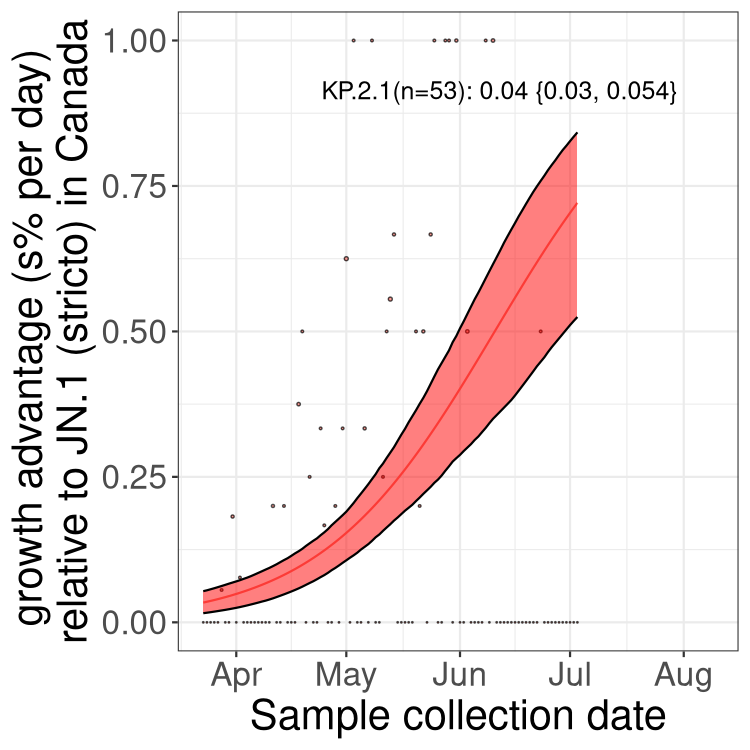 growth advantage (s% per day)
relative to JN.1 (stricto) in Canada
1.00
0.75
0.50
0.25
0.00
KP.2.1(n=53): 0.04 {0.03, 0.054}
Apr May Jun Jul Aug
Sample collection date